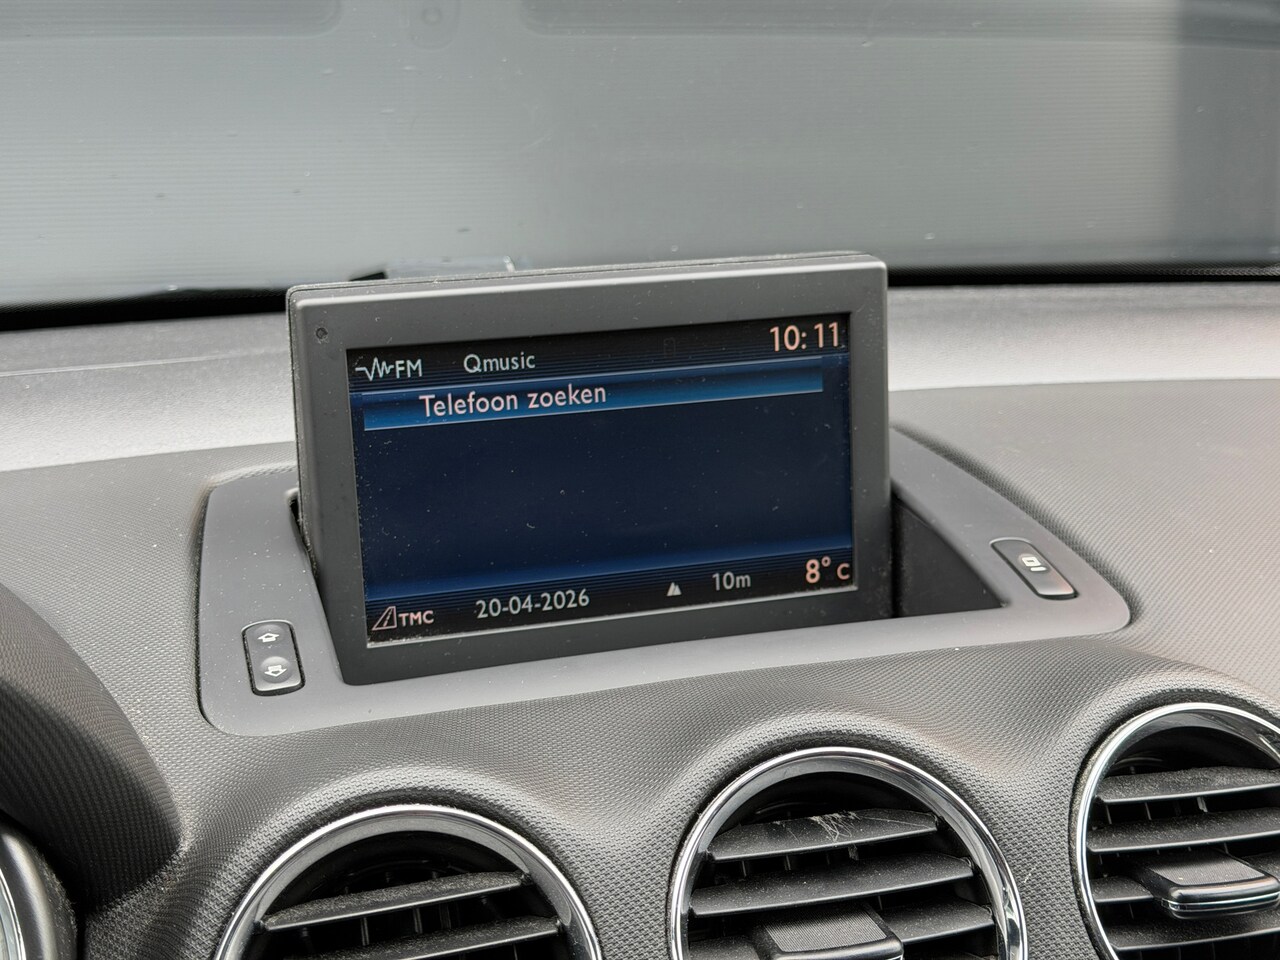 FM Qmusic 10:11
Telefoon zoeken
TMC 20-04-2026 10m 8° C